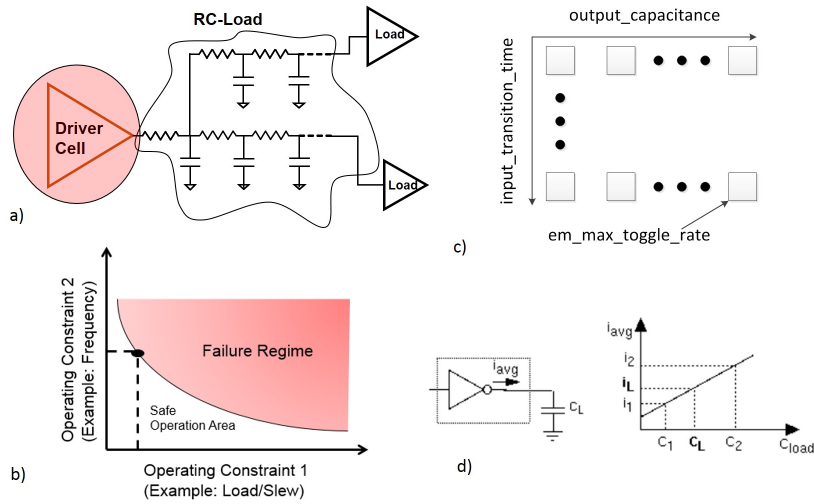 RC-Load
Load
Driver
Cell
Load
a)
output_capacitance
input_transition_time
em_max_toggle_rate
c)
Operating Constraint 2
(Example: Frequency)
Failure Regime
Safe
Operation Area
Operating Constraint 1
(Example: Load/Slew)
b)
iavg
CL
d)
iavg
i2
iL
i1
C1
CL
C2
Cload